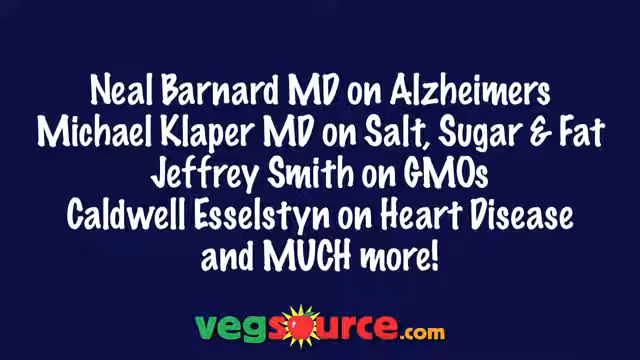 Neal Barnard MD on Alzheimers
Michael Klaper MD on Salt, Sugar & Fat
Jeffrey Smith on GMOs
Caldwell Esselstyn on Heart Disease
and MUCH more!
vegsource.com